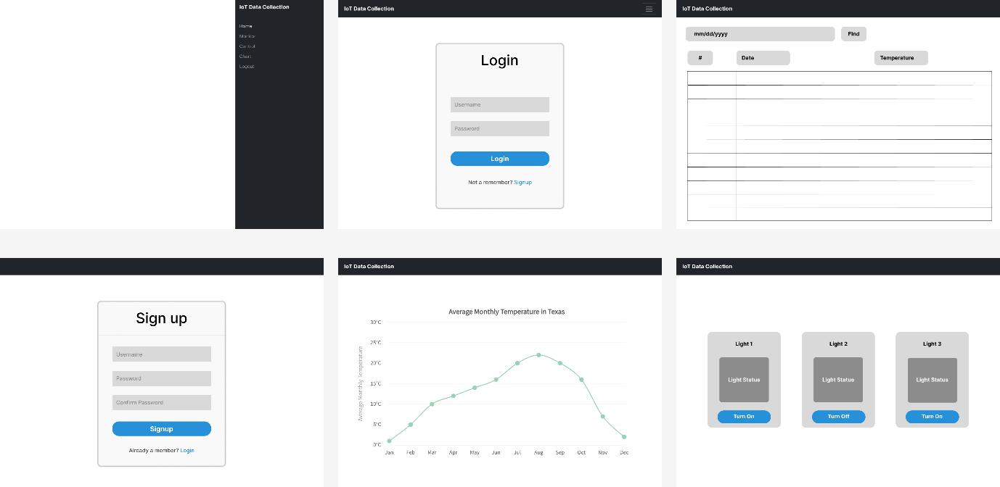 IoT Data Collection
Home
Monitor
Control
Chart
Logout
IoT Data Collection
Login
Username
Password
Login
Not a remember? Signup
IoT Data Collection
mm/dd/yyyy
Find
#
Date
Temperature
Sign up
Username
Password
Confirm Password
Signup
Already a member? Login
IoT Data Collection
Average Monthly Temperature in Texas
Average Monthly Temperature
30°C
25°C
20°C
15°C
10°C
5°C
0°C
Jan Feb Mar Apr May Jun Jul Aug Sep Oct Nov Dec
IoT Data Collection
Light 1
Light Status
Turn On
Light 2
Light Status
Turn Off
Light 3
Light Status
Turn On